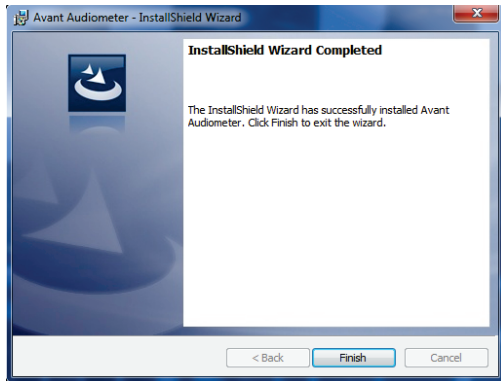 Avant Audiometer - InstallShield Wizard
InstallShield Wizard Completed
The InstallShield Wizard has successfully installed Avant
Audiometer. Click Finish to exit the wizard.
< Back Finish Cancel